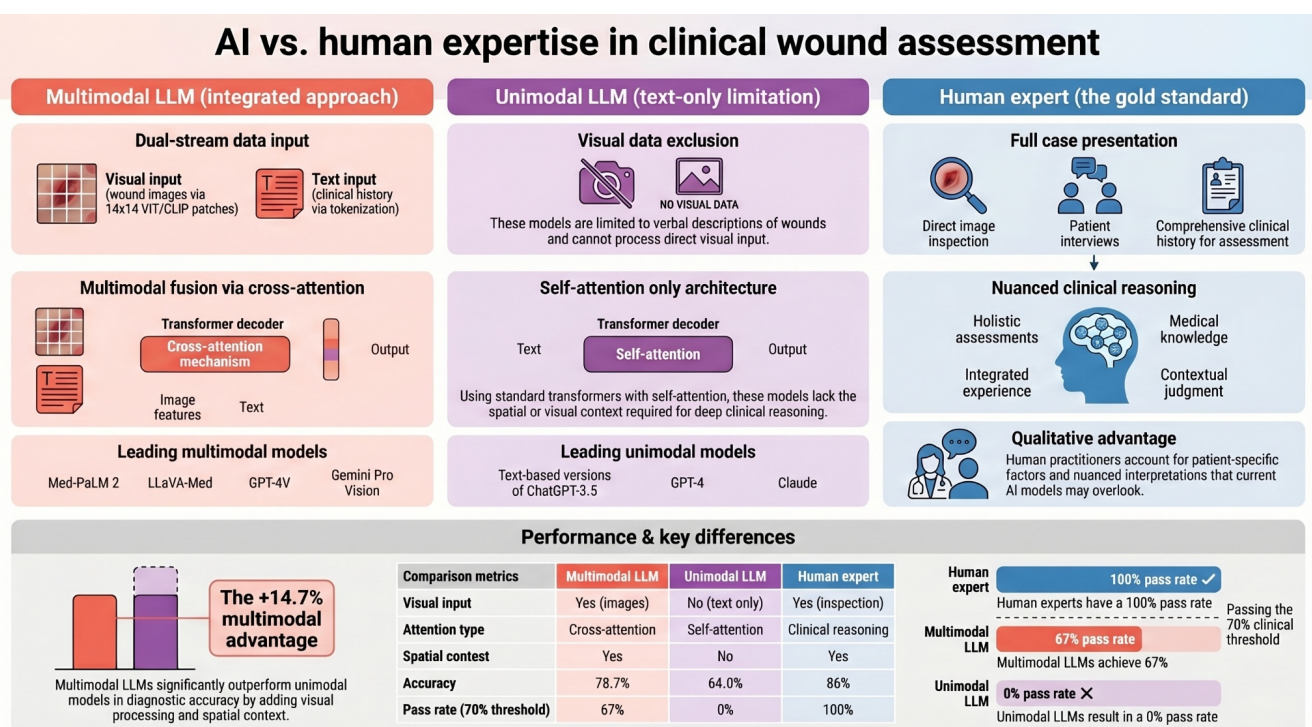 AI vs. human expertise in clinical wound assessment
Multimodal LLM (integrated approach)
Dual-stream data input
Visual input
(wound images via
14x14 VIT/CLIP patches)
T
Text input
(clinical history
via tokenization)
Multimodal fusion via cross-attention
T
Transformer decoder
Cross-attention
mechanism
Output
Image
features
Text
Leading multimodal models
Med-PaLM 2
LLaVA-Med
GPT-4V
Gemini Pro
Vision
Unimodal LLM (text-only limitation)
Visual data exclusion
NO VISUAL DATA
These models are limited to verbal descriptions of wounds
and cannot process direct visual input.
Self-attention only architecture
Transformer decoder
Text
Self-attention
Output
Using standard transformers with self-attention, these models lack the
spatial or visual context required for deep clinical reasoning.
Leading unimodal models
Text-based versions
of ChatGPT-3.5
GPT-4
Claude
Human expert (the gold standard)
Full case presentation
Direct image
inspection
Patient
interviews
Comprehensive clinical
history for assessment
Nuanced clinical reasoning
Holistic
assessments
Medical
knowledge
Integrated
experience
Contextual
judgment
Qualitative advantage
Human practitioners account for patient-specific
factors and nuanced interpretations that current
AI models may overlook.
Performance & key differences
The +14.7%
multimodal
advantage
Multimodal LLMs significantly outperform unimodal
models in diagnostic accuracy by adding visual
processing and spatial context.
Comparison metrics Multimodal LLM Unimodal LLM Human expert
Visual input Yes (images) No (text only) Yes (inspection)
Attention type Cross-attention Self-attention Clinical reasoning
Spatial contest Yes No Yes
Accuracy 78.7% 64.0% 86%
Pass rate (70% threshold) 67% 0% 100%
Human
expert
100% pass rate ✓
Human experts have a 100% pass rate
Passing the
70% clinical
threshold
Multimodal
LLM
67% pass rate
Multimodal LLMs achieve 67%
Unimodal
LLM
0% pass rate ✕
Unimodal LLMs result in a 0% pass rate